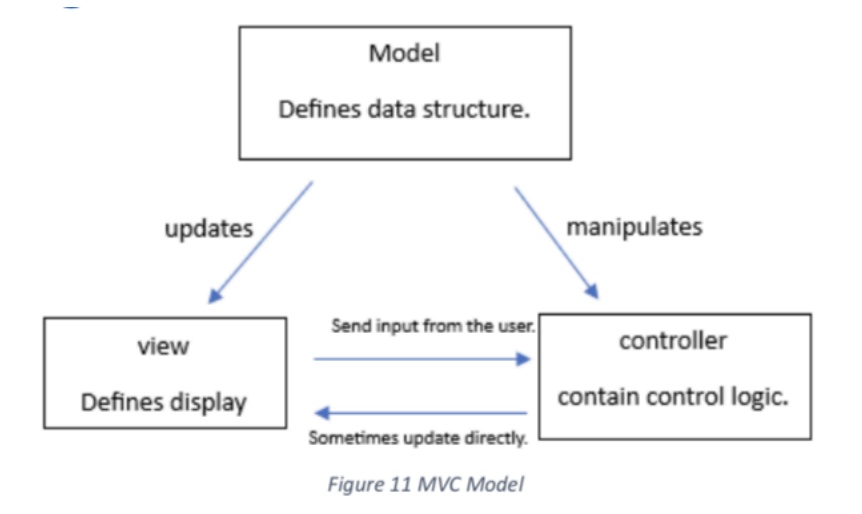 Model
Defines data structure.
updates
manipulates
Send input from the user.
view
Defines display
controller
contain control logic.
Sometimes update directly.
Figure 11 MVC Model